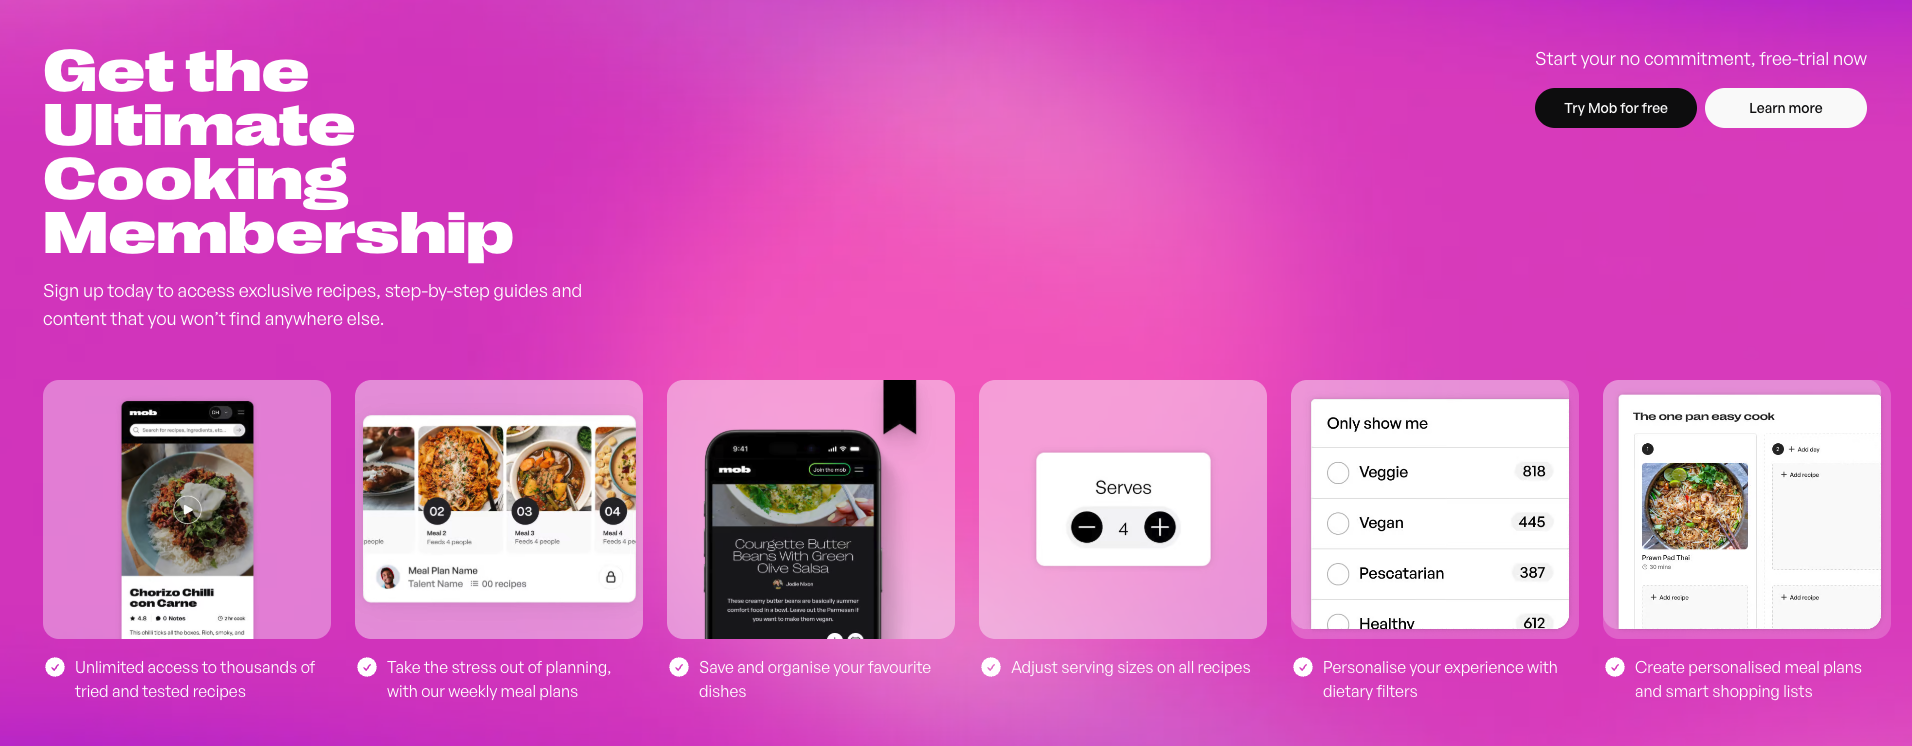 Get the
Ultimate
Cooking
Membership
Sign up today to access exclusive recipes, step-by-step guides and
content that you won't find anywhere else.
Start your no commitment, free-trial now
Try Mob for free
Learn more
mob
DH
Search for recipes, ingredients, etc...
Chorizo Chilli
con Carne
4.8
0 Notes
2 hr cook
This chilli ticks all the boxes. Rich, smoky, and
Unlimited access to thousands of
tried and tested recipes
02
03
04
people
Meal 2
Feeds 4 people
Meal 3
Feeds 4 people
Meal 4
Feeds 4 pe
Meal Plan Name
Talent Name
00 recipes
Take the stress out of planning,
with our weekly meal plans
9:41
mob
Join the mob
Courgette Butter
Beans With Green
Olive Salsa
Jodie Nixon
These creamy butter beans are basically summer
comfort food in a bowl. Leave out the Parmesan if
you want to make them vegan.
Save and organise your favourite
dishes
Serves
4
Adjust serving sizes on all recipes
Only show me
Veggie
818
Vegan
445
Pescatarian
387
Healthy
612
Personalise your experience with
dietary filters
The one pan easy cook
1
2
Add day
Add recipe
Prawn Pad Thai
30 mins
Add recipe
Add recipe
Create personalised meal plans
and smart shopping lists